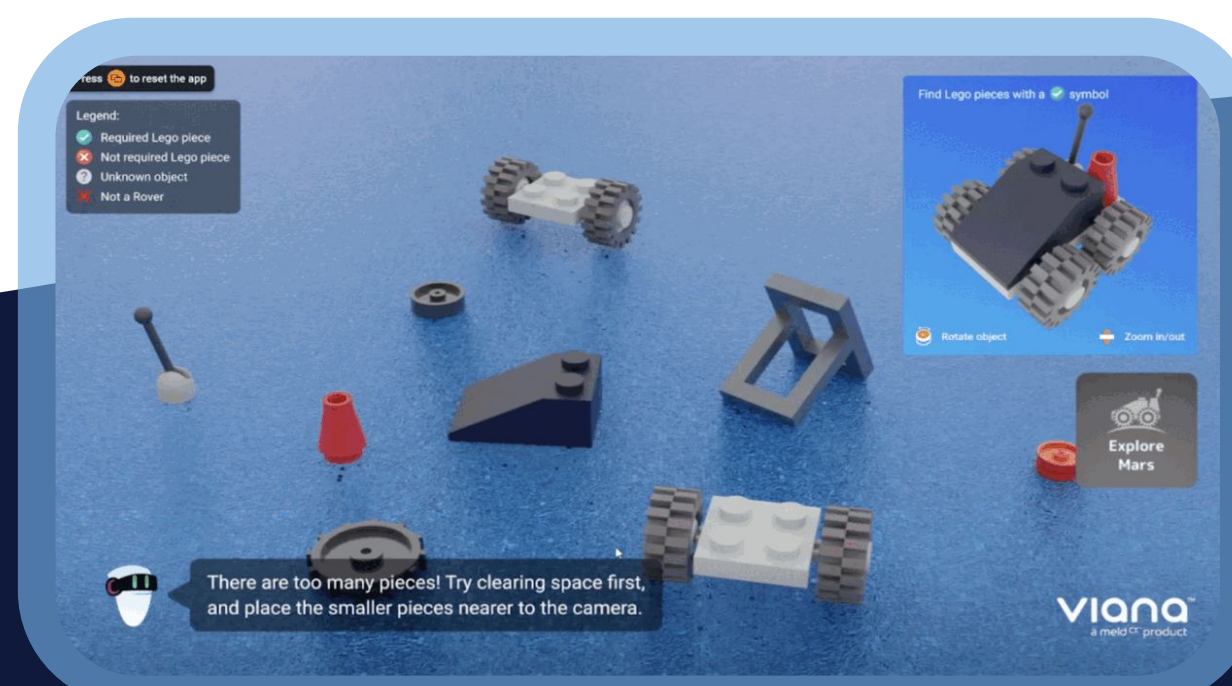 ress to reset the app
Legend:
Required Lego piece
Not required Lego piece
? Unknown object
Not a Rover
Find Lego pieces with a symbol
Rotate object
Zoom in/out
Explore
Mars
There are too many pieces! Try clearing space first,
and place the smaller pieces nearer to the camera.
viana™
a meld CX product